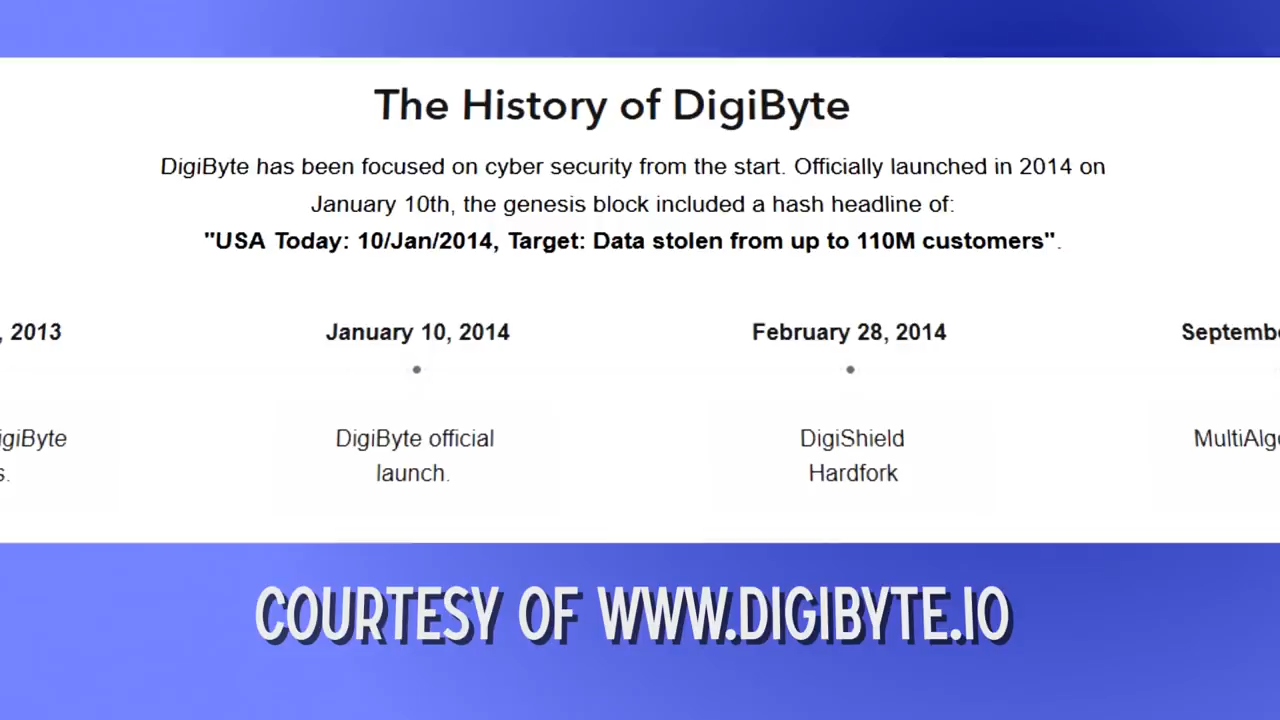 The History of DigiByte
DigiByte has been focused on cyber security from the start. Officially launched in 2014 on
January 10th, the genesis block included a hash headline of:
"USA Today: 10/Jan/2014, Target: Data stolen from up to 110M customers".
, 2013
January 10, 2014
February 28, 2014
DigiByte official
launch.
DigiShield
Hardfork
COURTESY OF WWW.DIGIBYTE.IO